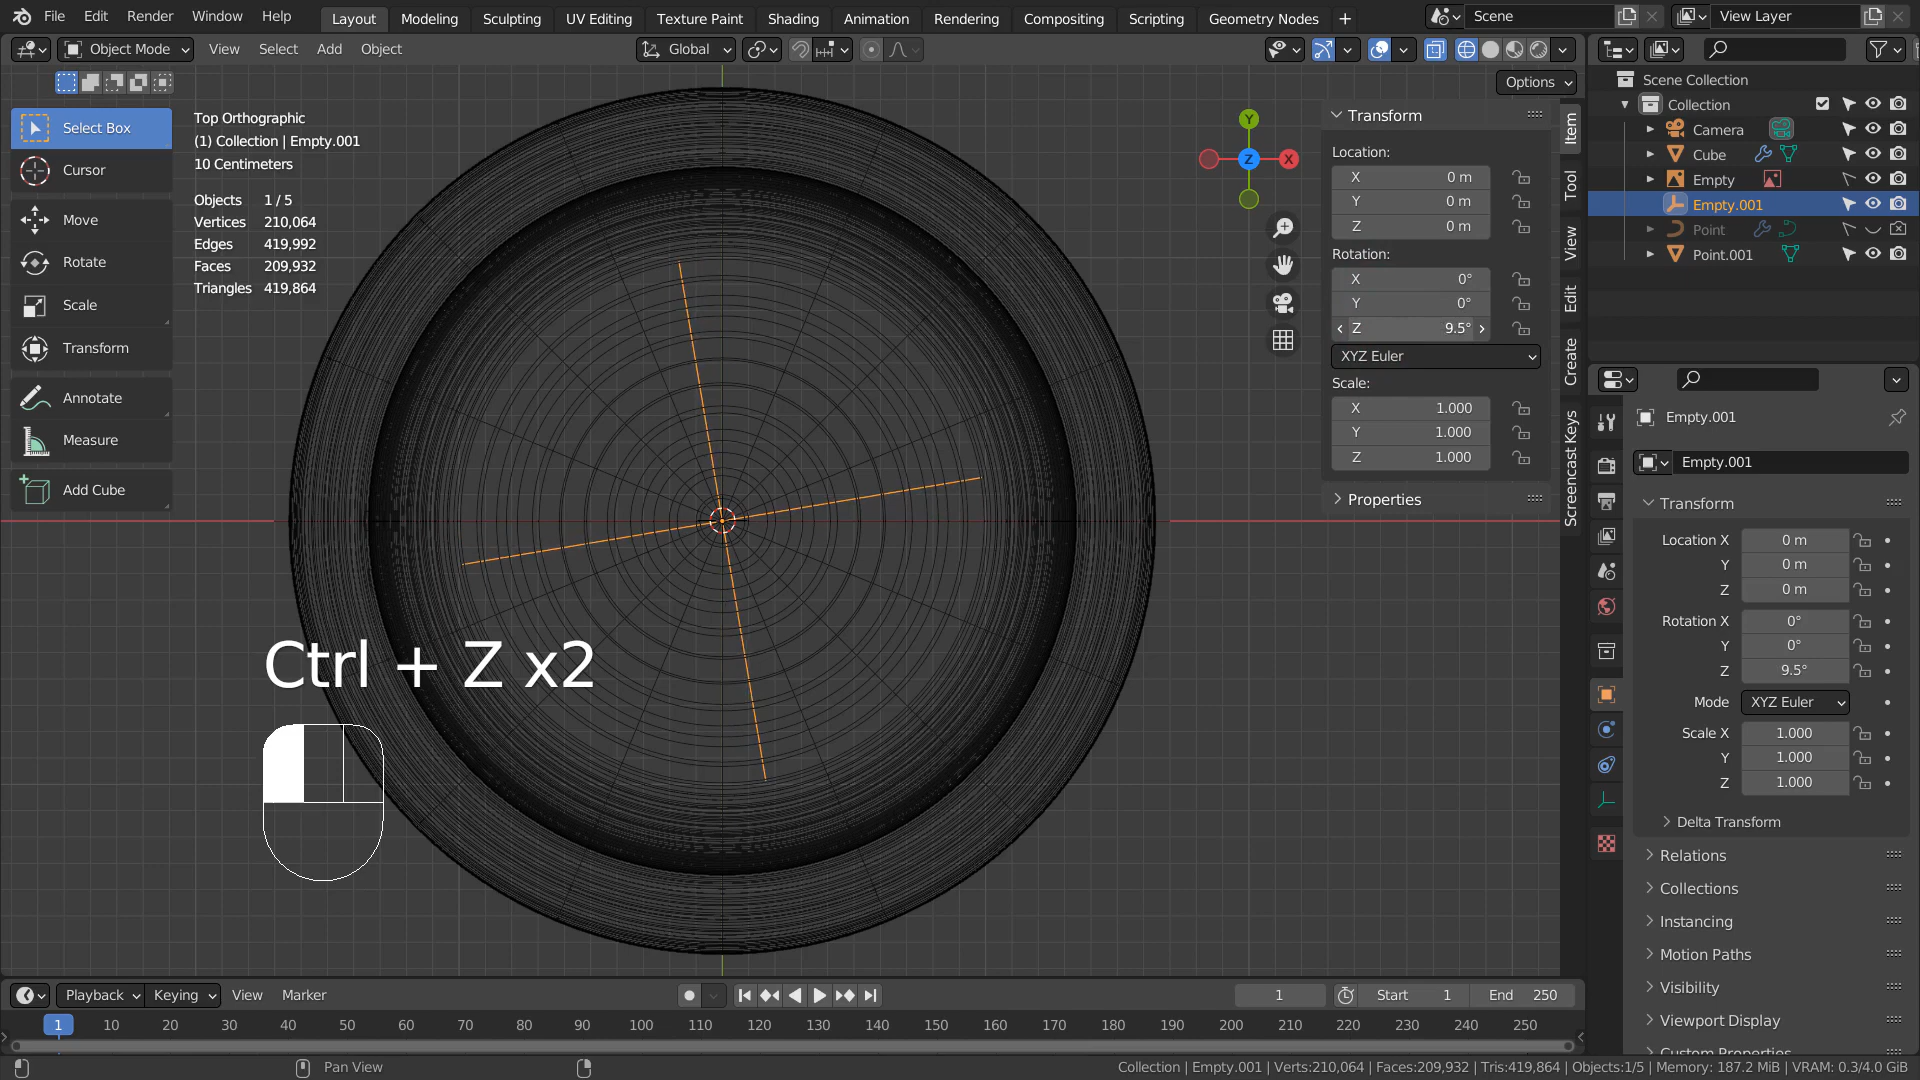 File Edit Render Window Help Layout Modeling Sculpting UV Editing Texture Paint Shading Animation Rendering Compositing Scripting Geometry Nodes + Scene View Layer
Object Mode View Select Add Object Global
Options
Select Box
Cursor
Move
Rotate
Scale
Transform
Annotate
Measure
Add Cube
Top Orthographic
(1) Collection | Empty.001
10 Centimeters
Objects 1 / 5
Vertices 210,064
Edges 419,992
Faces 209,932
Triangles 419,864
Y
X
Z
Transform
Location:
X 0 m
Y 0 m
Z 0 m
Rotation:
X 0°
Y 0°
Z 9.5°
XYZ Euler
Scale:
X 1.000
Y 1.000
Z 1.000
Properties
Item
Tool
View
Edit
Create
Screencast Keys
Scene Collection
Collection
Camera
Cube
Empty
Empty.001
Point
Point.001
Empty.001
Empty.001
Transform
Location X 0 m
Y 0 m
Z 0 m
Rotation X 0°
Y 0°
Z 9.5°
Mode XYZ Euler
Scale X 1.000
Y 1.000
Z 1.000
Delta Transform
Relations
Collections
Instancing
Motion Paths
Visibility
Viewport Display
Custom Properties
Ctrl + Z x2
Playback Keying View Marker 1 Start 1 End 250
1 10 20 30 40 50 60 70 80 90 100 110 120 130 140 150 160 170 180 190 200 210 220 230 240 250
Pan View
Collection | Empty.001 | Verts:210,064 | Faces:209,932 | Tris:419,864 | Objects:1/5 | Memory: 187.2 MiB | VRAM: 0.3/4.0 GiB